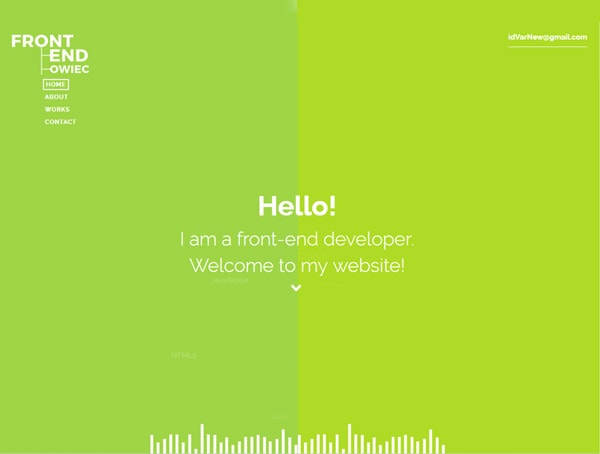 FRONT
END
OWIEC
idVarNew@gmail.com
HOME
ABOUT
WORKS
CONTACT
Hello!
I am a front-end developer.
Welcome to my website!
JavaScript
HTML5